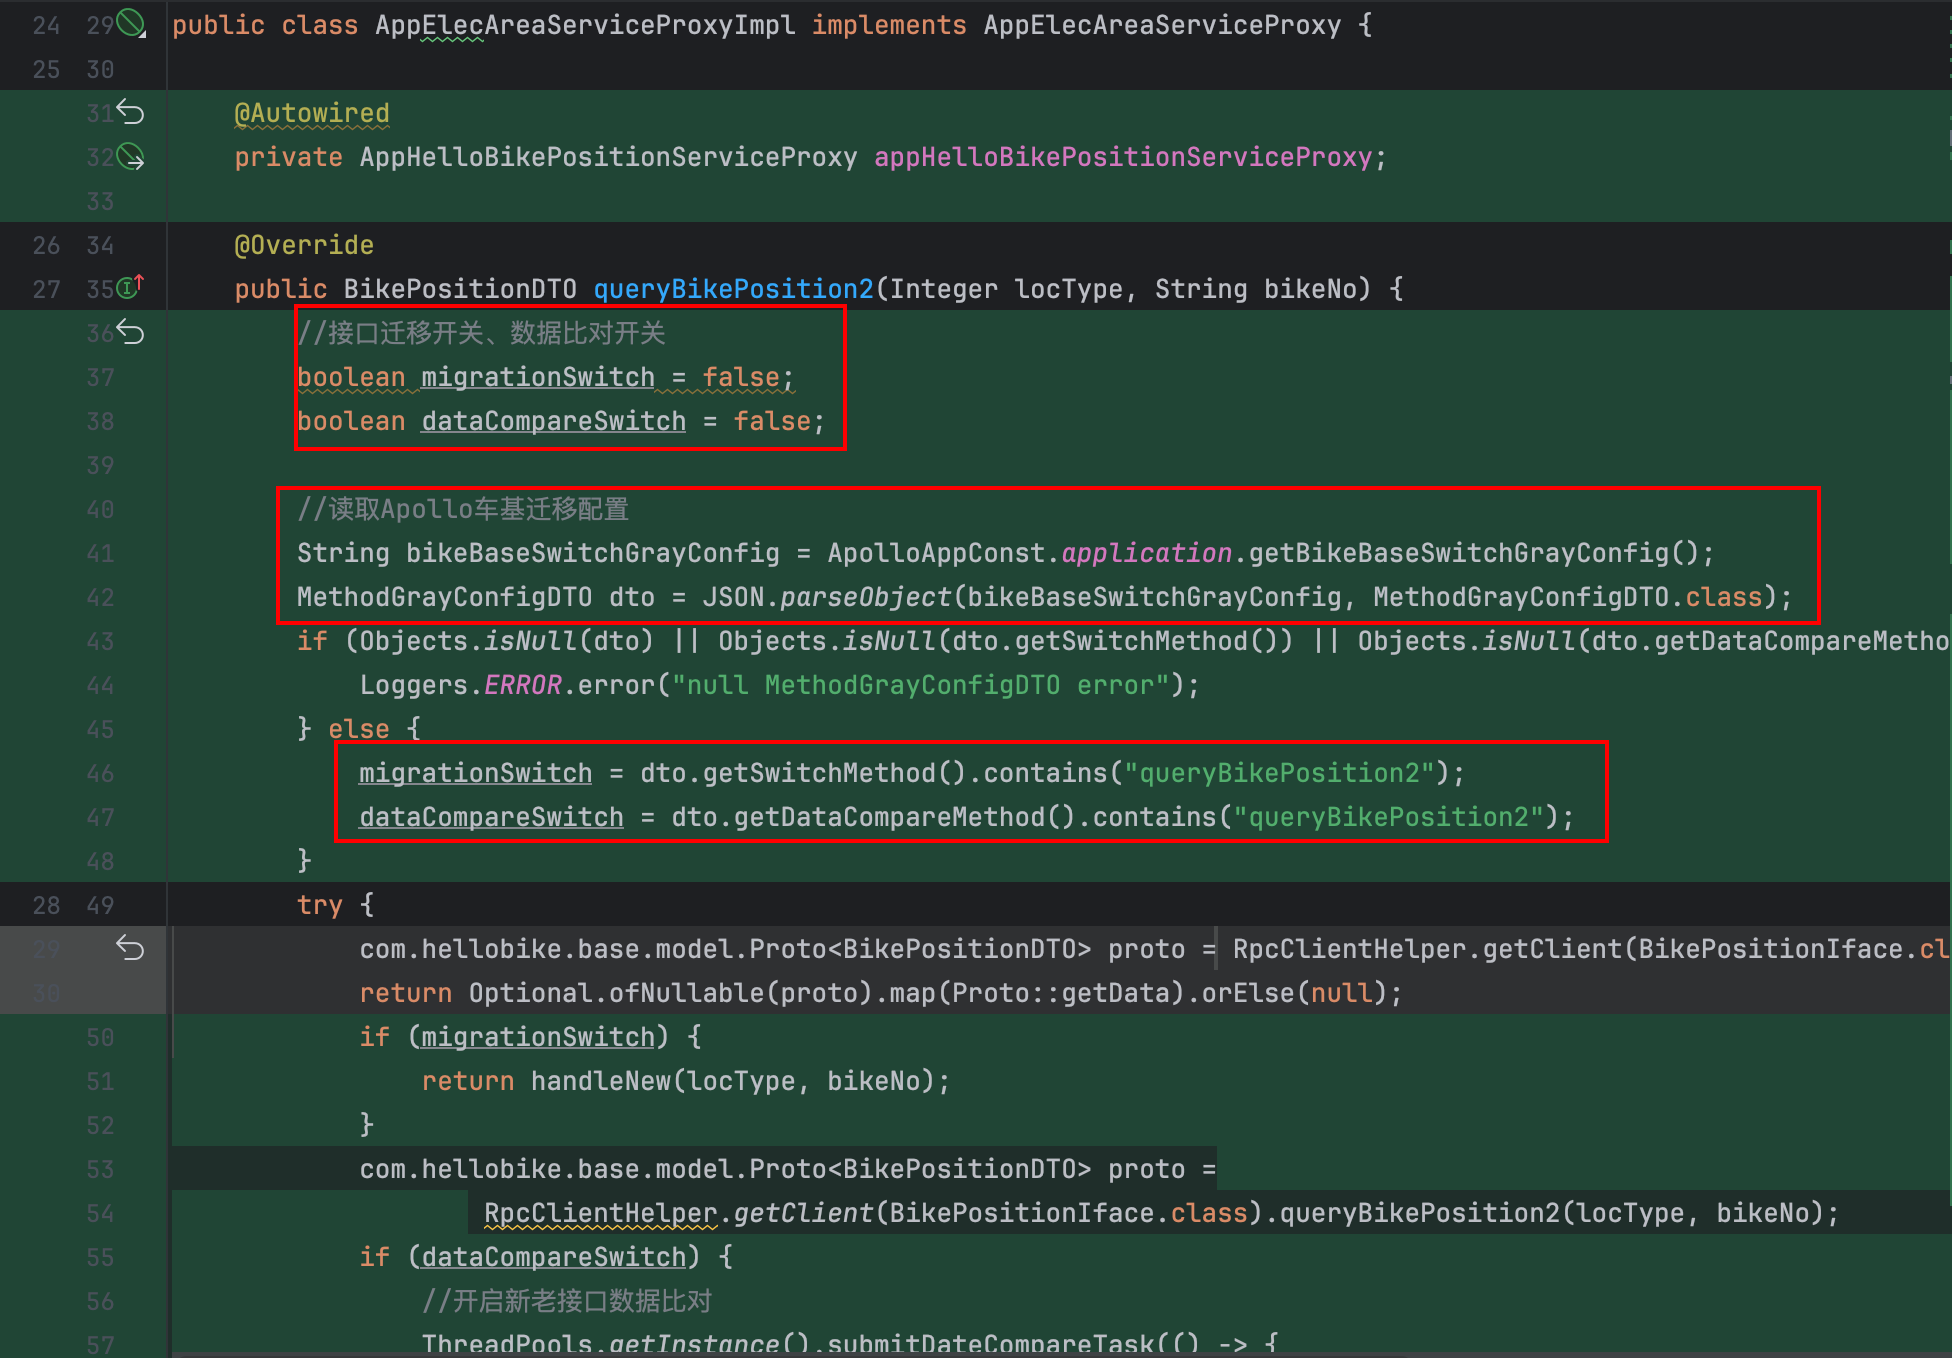 24 29 public class AppElecAreaServiceProxyImpl implements AppElecAreaServiceProxy {
25 30
31 @Autowired
32 private AppHelloBikePositionServiceProxy appHelloBikePositionServiceProxy;
33
26 34 @Override
27 35 public BikePositionDTO queryBikePosition2(Integer locType, String bikeNo) {
36 //接口迁移开关、数据比对开关
37 boolean migrationSwitch = false;
38 boolean dataCompareSwitch = false;
39
40 //读取Apollo车基迁移配置
41 String bikeBaseSwitchGrayConfig = ApolloAppConst.application.getBikeBaseSwitchGrayConfig();
42 MethodGrayConfigDTO dto = JSON.parseObject(bikeBaseSwitchGrayConfig, MethodGrayConfigDTO.class);
43 if (Objects.isNull(dto) || Objects.isNull(dto.getSwitchMethod()) || Objects.isNull(dto.getDataCompareMetho
44 Loggers.ERROR.error("null MethodGrayConfigDTO error");
45 } else {
46 migrationSwitch = dto.getSwitchMethod().contains("queryBikePosition2");
47 dataCompareSwitch = dto.getDataCompareMethod().contains("queryBikePosition2");
48 }
28 49 try {
29 com.hellobike.base.model.Proto<BikePositionDTO> proto = RpcClientHelper.getClient(BikePositionIface.cl
30 return Optional.ofNullable(proto).map(Proto::getData).orElse(null);
50 if (migrationSwitch) {
51 return handleNew(locType, bikeNo);
52 }
53 com.hellobike.base.model.Proto<BikePositionDTO> proto =
54 RpcClientHelper.getClient(BikePositionIface.class).queryBikePosition2(locType, bikeNo);
55 if (dataCompareSwitch) {
56 //开启新老接口数据比对
57 ThreadPools.getInstance().submitDateCompareTask(() -> {